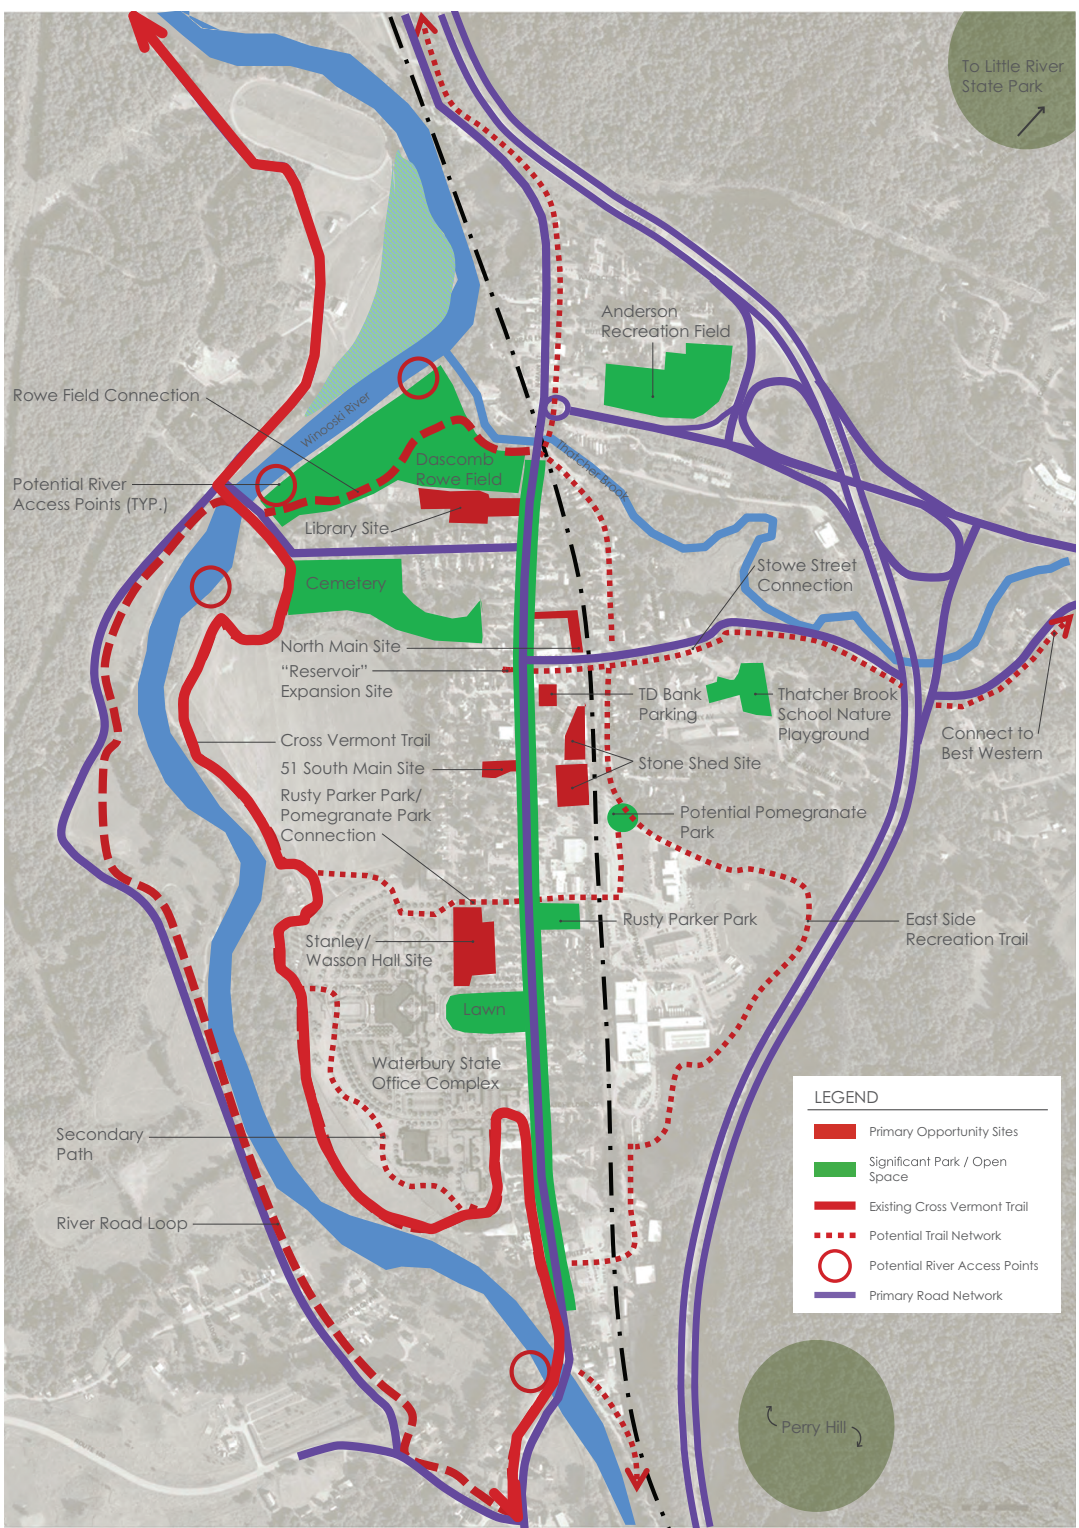 To Little River
State Park
Anderson
Recreation Field
Rowe Field Connection
Winooski River
Dascomb
Rowe Field
Thatcher Brook
Potential River
Access Points (TYP.)
Library Site
Stowe Street
Connection
Cemetery
North Main Site
"Reservoir"
Expansion Site
TD Bank
Parking
Thatcher Brook
School Nature
Playground
Connect to
Best Western
Cross Vermont Trail
51 South Main Site
Stone Shed Site
Rusty Parker Park/
Pomegranate Park
Connection
Potential Pomegranate
Park
Rusty Parker Park
East Side
Recreation Trail
Stanley/
Wasson Hall Site
Lawn
Waterbury State
Office Complex
Secondary
Path
River Road Loop
LEGEND
Primary Opportunity Sites
Significant Park / Open
Space
Existing Cross Vermont Trail
Potential Trail Network
Potential River Access Points
Primary Road Network
Perry Hill